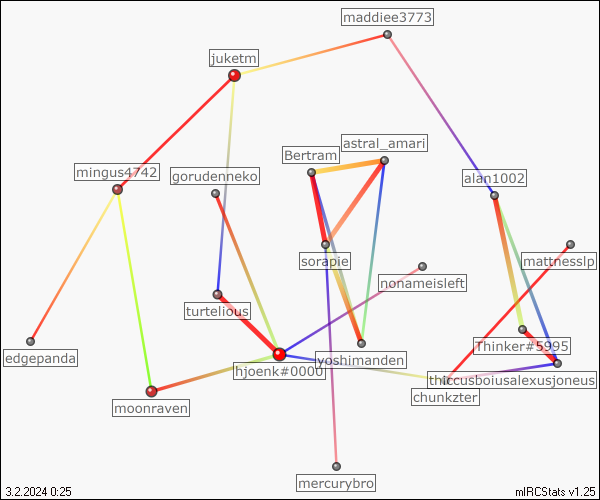 maddiee3773
juketm
astral_amari
Bertram
mingus4742
gorudenneko
alan1002
sorapie
mattnesslp
nonameisleft
turtelious
Thinker#5995
edgepanda
yoshimanden
hjoenk#0000
thiccusboiusalexusjoneus
chunkzter
moonraven
mercurybro
3.2.2024 0:25
mIRCStats v1.25